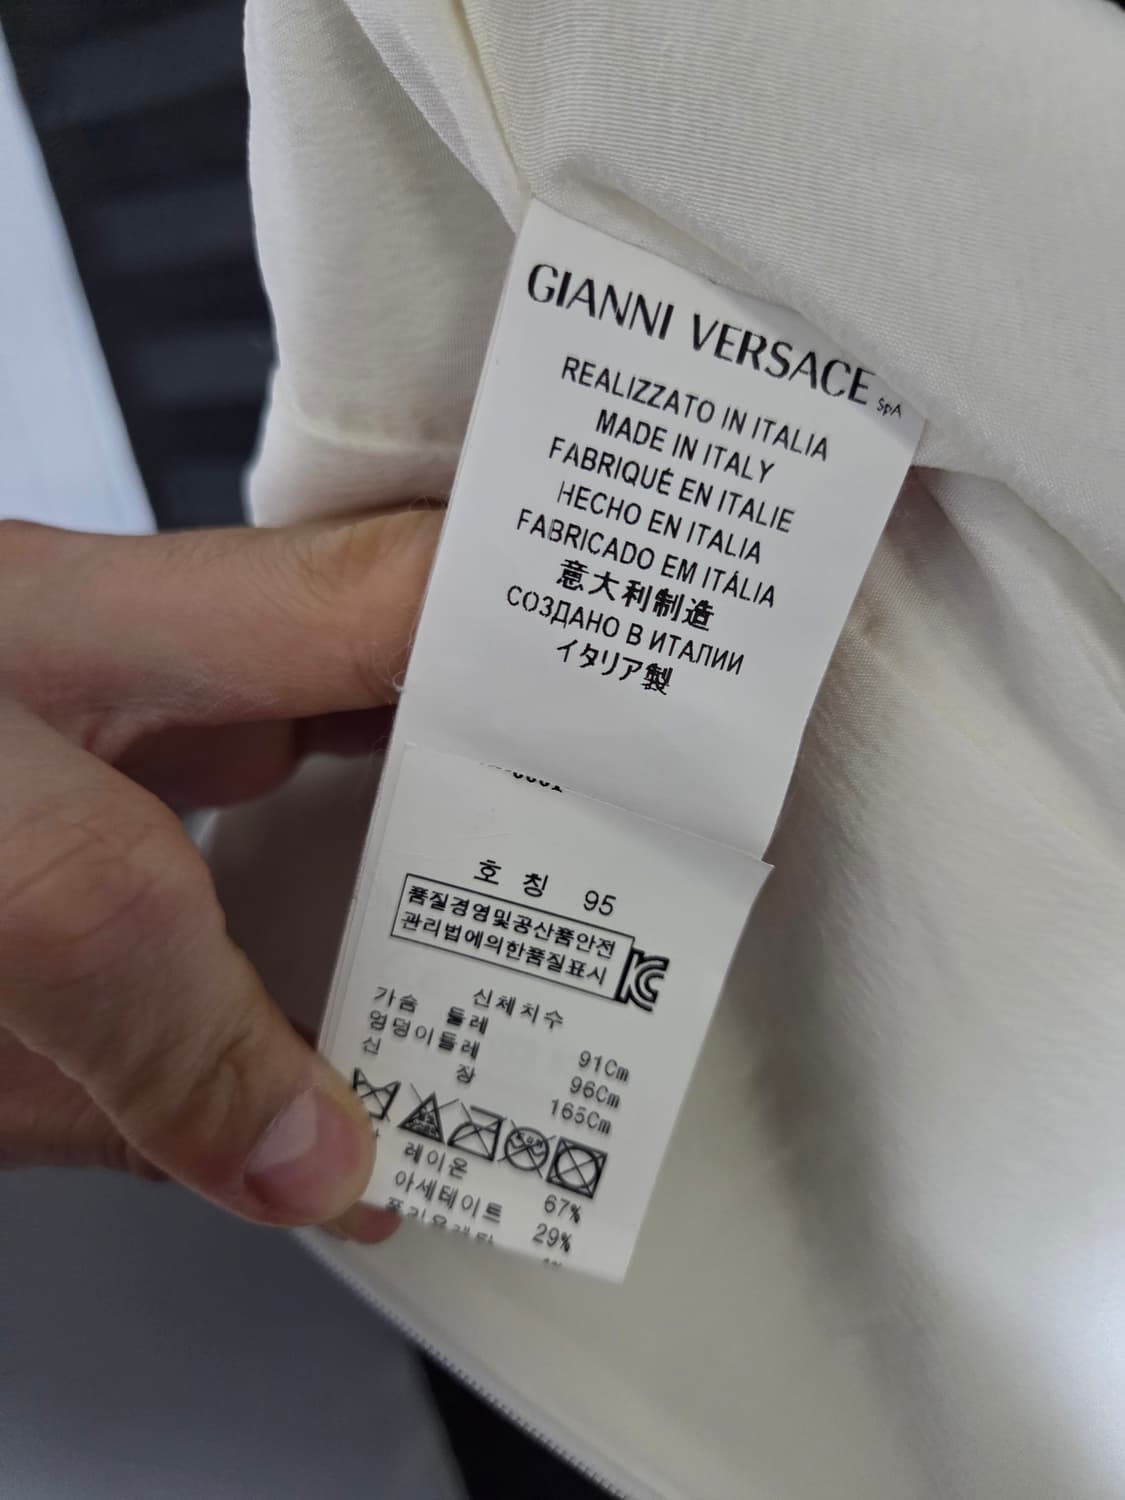 GIANNI VERSACE SpA
REALIZZATO IN ITALIA
MADE IN ITALY
FABRIQUÉ EN ITALIE
HECHO EN ITALIA
FABRICADO EM ITÁLIA
意大利制造
СОЗДАНО В ИТАЛИИ
イタリア製
호칭 95
품질경영및공산품안전
관리법에의한품질표시
신체치수
가슴 둘레 91Cm
엉덩이둘레 96Cm
신 장 165Cm
레이온 67%
아세테이트 29%